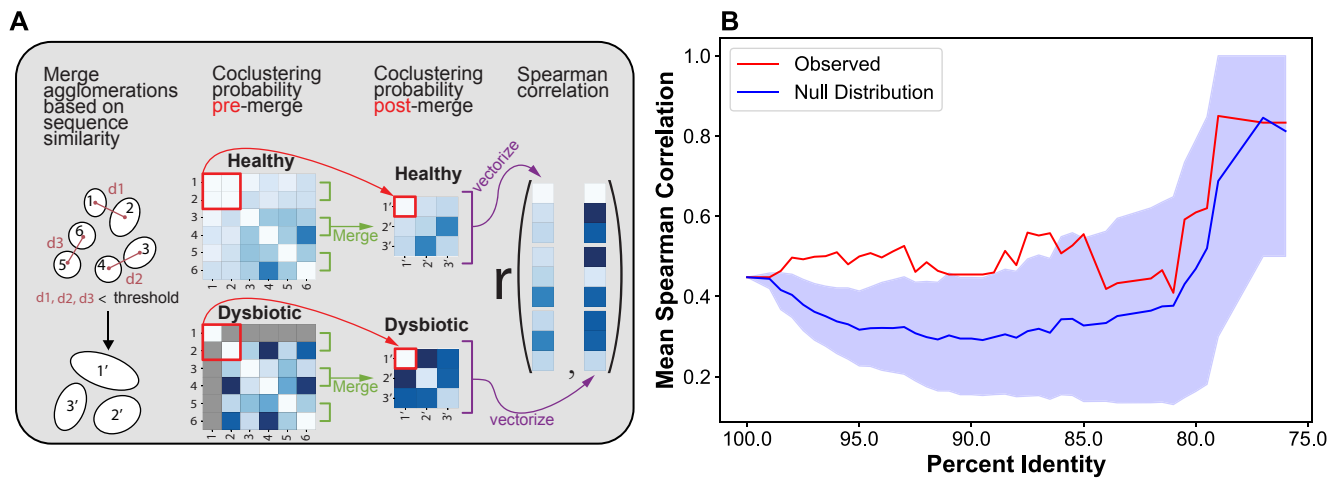 A
Merge
agglomerations
based on
sequence
similarity
Coclustering
probability
pre-merge
Coclustering
probability
post-merge
Spearman
correlation
1 d1 2
6 d3 5
3 4 d2
d1, d2, d3 < threshold
1′
3′ 2′
Healthy
1
2
3
4
5
6
1 2 3 4 5 6
Merge
Healthy
1′
2′
3′
1′ 2′ 3′
vectorize
Dysbiotic
1
2
3
4
5
6
1 2 3 4 5 6
Merge
Dysbiotic
1′
2′
3′
1′ 2′ 3′
vectorize
r ( , )
B
Observed
Null Distribution
Mean Spearman Correlation
1.0
0.8
0.6
0.4
0.2
100.0 95.0 90.0 85.0 80.0 75.0
Percent Identity